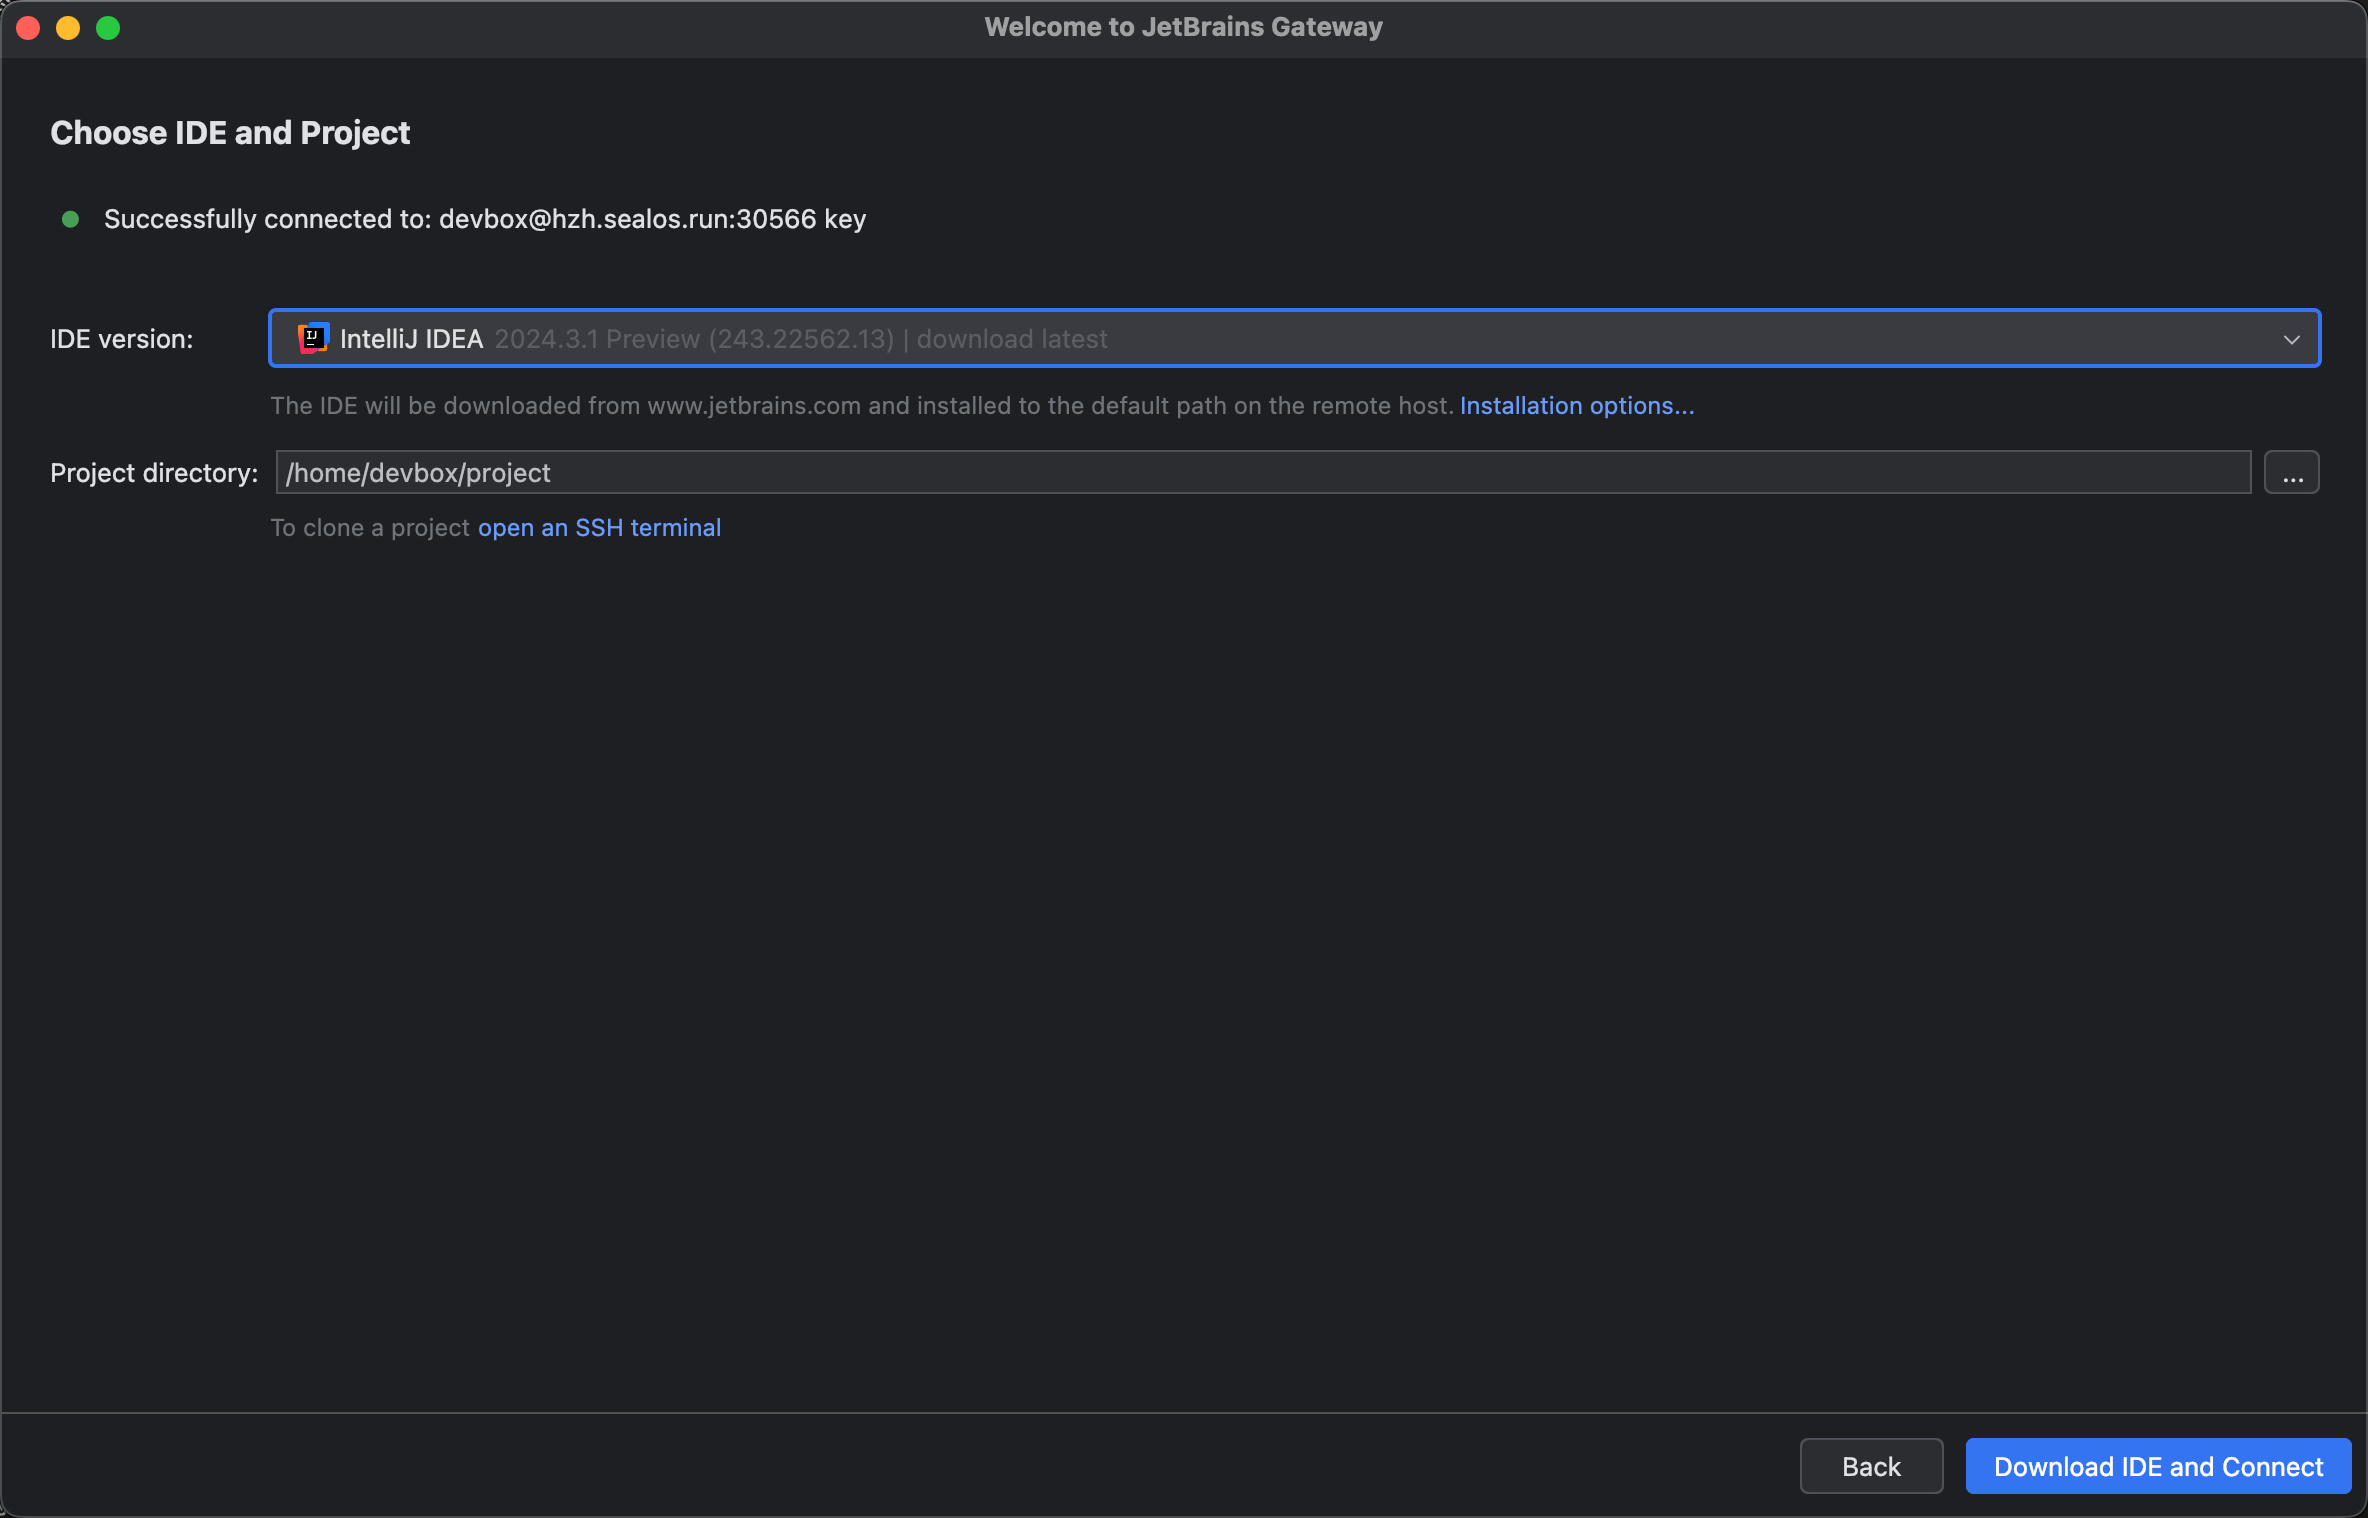 Welcome to JetBrains Gateway
Choose IDE and Project
Successfully connected to: devbox@hzh.sealos.run:30566 key
IDE version: IJ IntelliJ IDEA 2024.3.1 Preview (243.22562.13) | download latest
The IDE will be downloaded from www.jetbrains.com and installed to the default path on the remote host. Installation options...
Project directory: /home/devbox/project ...
To clone a project open an SSH terminal
Back Download IDE and Connect